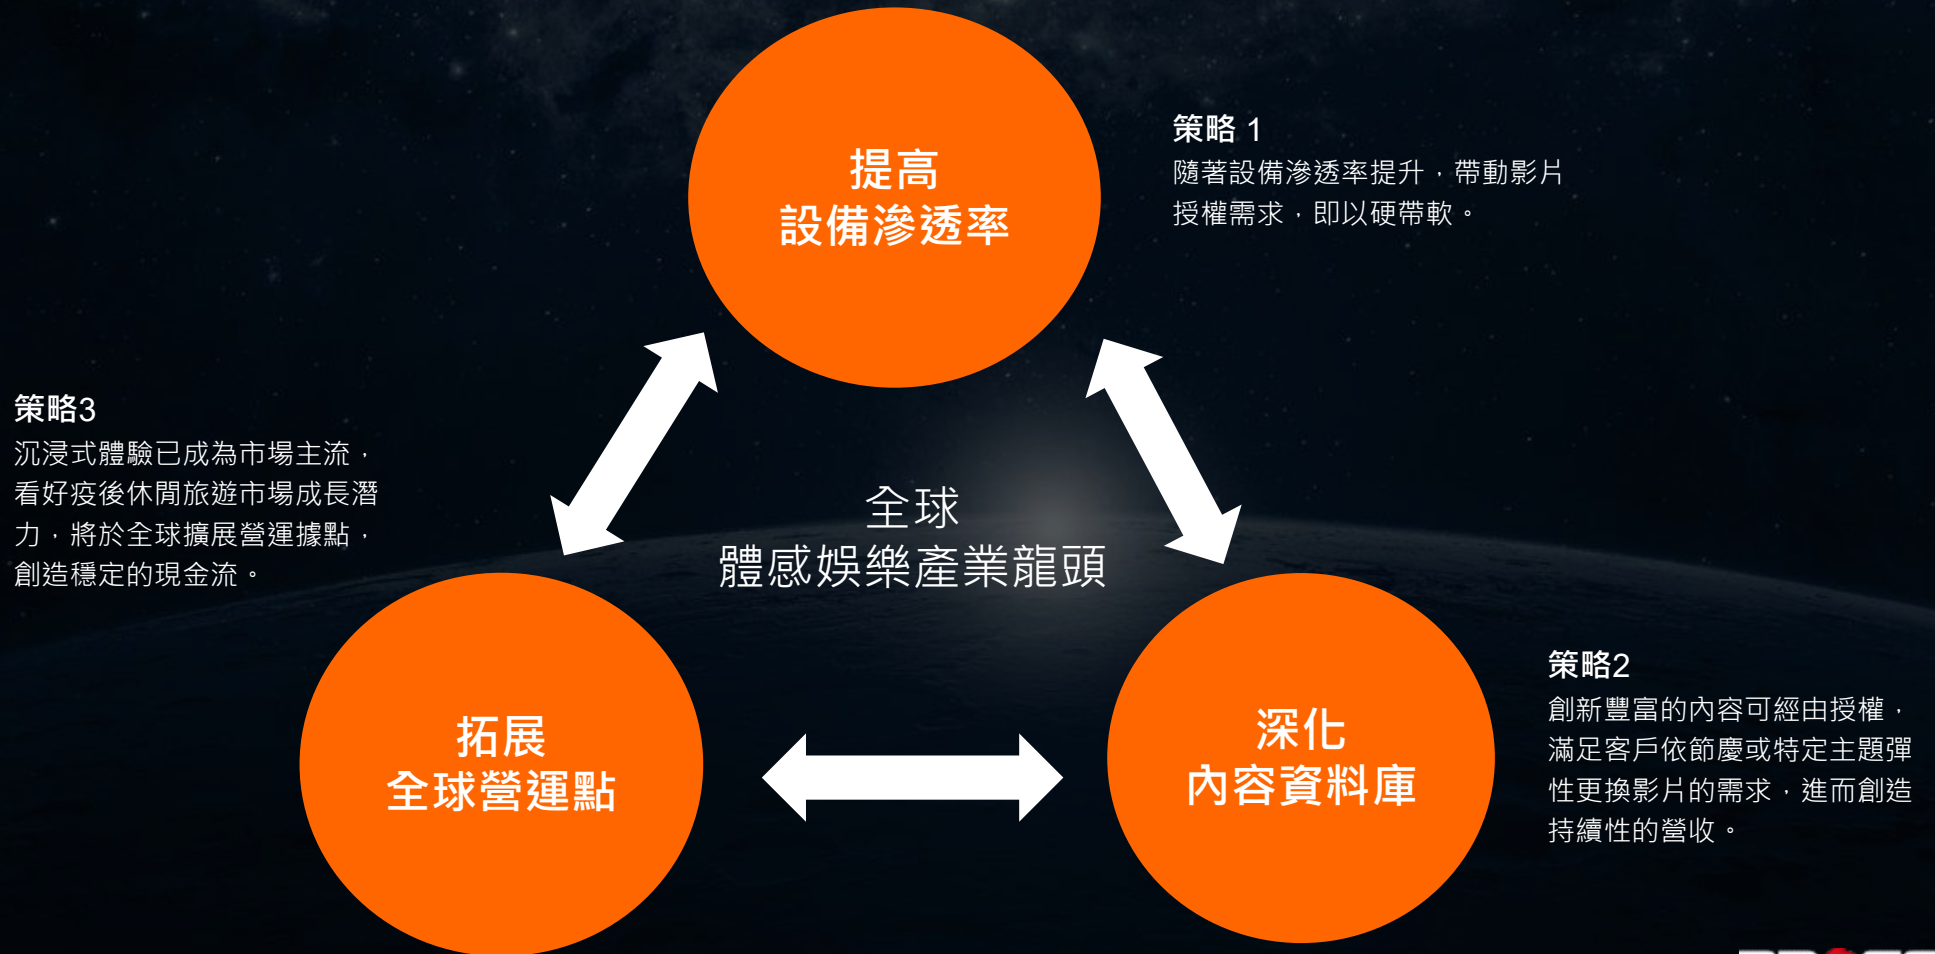 提高
設備滲透率
策略 1
隨著設備滲透率提升，帶動影片
授權需求，即以硬帶軟。
策略3
沉浸式體驗已成為市場主流，
看好疫後休閒旅遊市場成長潛
力，將於全球擴展營運據點，
創造穩定的現金流。
全球
體感娛樂產業龍頭
拓展
全球營運點
深化
內容資料庫
策略2
創新豐富的內容可經由授權，
滿足客戶依節慶或特定主題彈
性更換影片的需求，進而創造
持續性的營收。